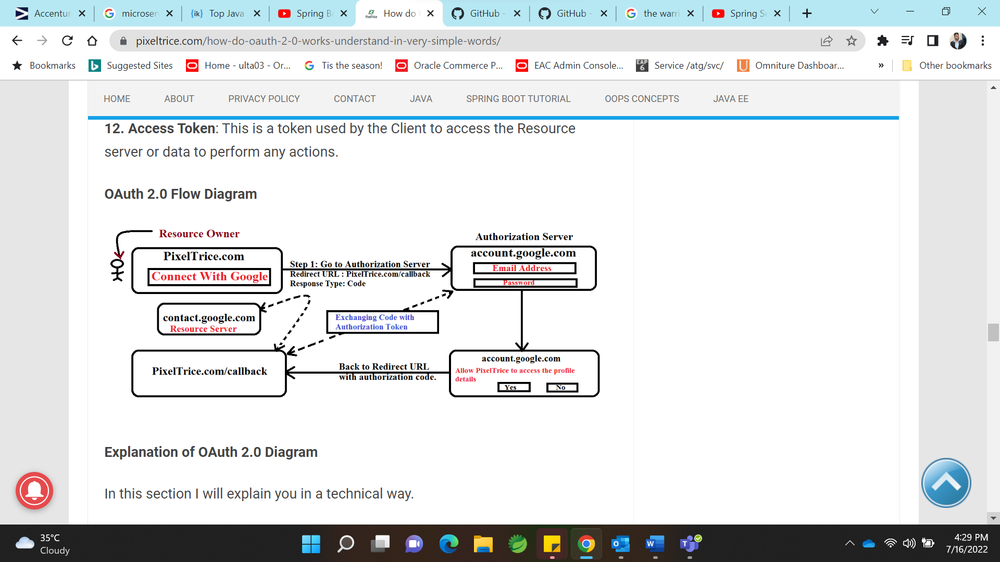 Accentur
microser
{ik} Top Java
Spring Bo
How do
GitHub -
GitHub -
the warri
Spring Se
pixeltrice.com/how-do-oauth-2-0-works-understand-in-very-simple-words/
Bookmarks
Suggested Sites
Home - ulta03 - Or...
Tis the season!
Oracle Commerce P...
EAC Admin Console...
EAP 6
Service /atg/svc/
Omniture Dashboar...
»
Other bookmarks
HOME ABOUT PRIVACY POLICY CONTACT JAVA SPRING BOOT TUTORIAL OOPS CONCEPTS JAVA EE
12. Access Token: This is a token used by the Client to access the Resource
server or data to perform any actions.
OAuth 2.0 Flow Diagram
Resource Owner
PixelTrice.com
Connect With Google
Step 1: Go to Authorization Server
Redirect URL : PixelTrice.com/callback
Response Type: Code
Authorization Server
account.google.com
Email Address
Password
contact.google.com
Resource Server
Exchanging Code with
Authorization Token
PixelTrice.com/callback
Back to Redirect URL
with authorization code.
account.google.com
Allow PixelTrice to access the profile
details
Yes No
Explanation of OAuth 2.0 Diagram
In this section I will explain you in a technical way.
35°C
Cloudy
4:29 PM
7/16/2022